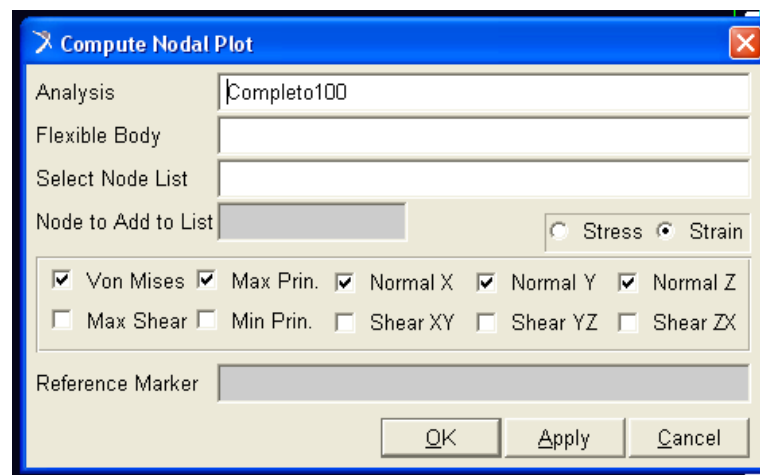 Compute Nodal Plot
Analysis Completo100
Flexible Body
Select Node List
Node to Add to List
Stress Strain
Von Mises Max Prin. Normal X Normal Y Normal Z
Max Shear Min Prin. Shear XY Shear YZ Shear ZX
Reference Marker
OK Apply Cancel